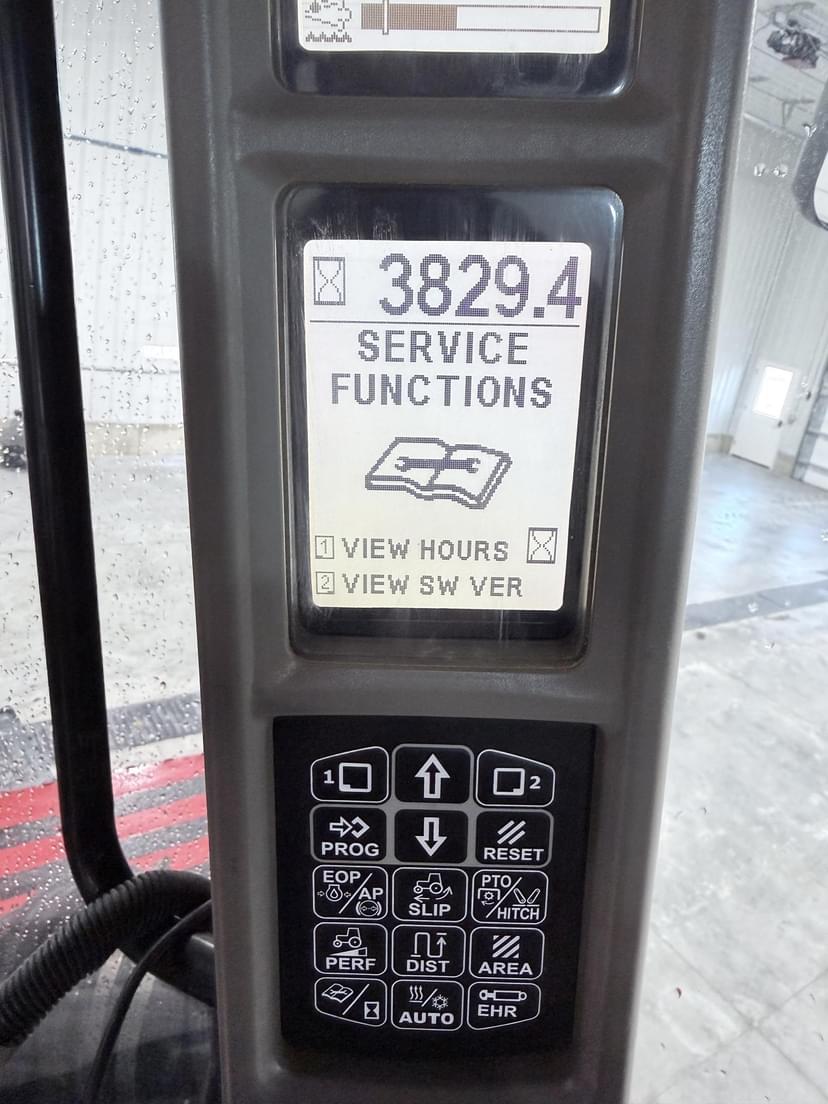 3829.4
SERVICE
FUNCTIONS
1 VIEW HOURS
2 VIEW SW VER
1
2
PROG
RESET
EOP
AP
SLIP
PTO
HITCH
PERF
DIST
AREA
AUTO
EHR